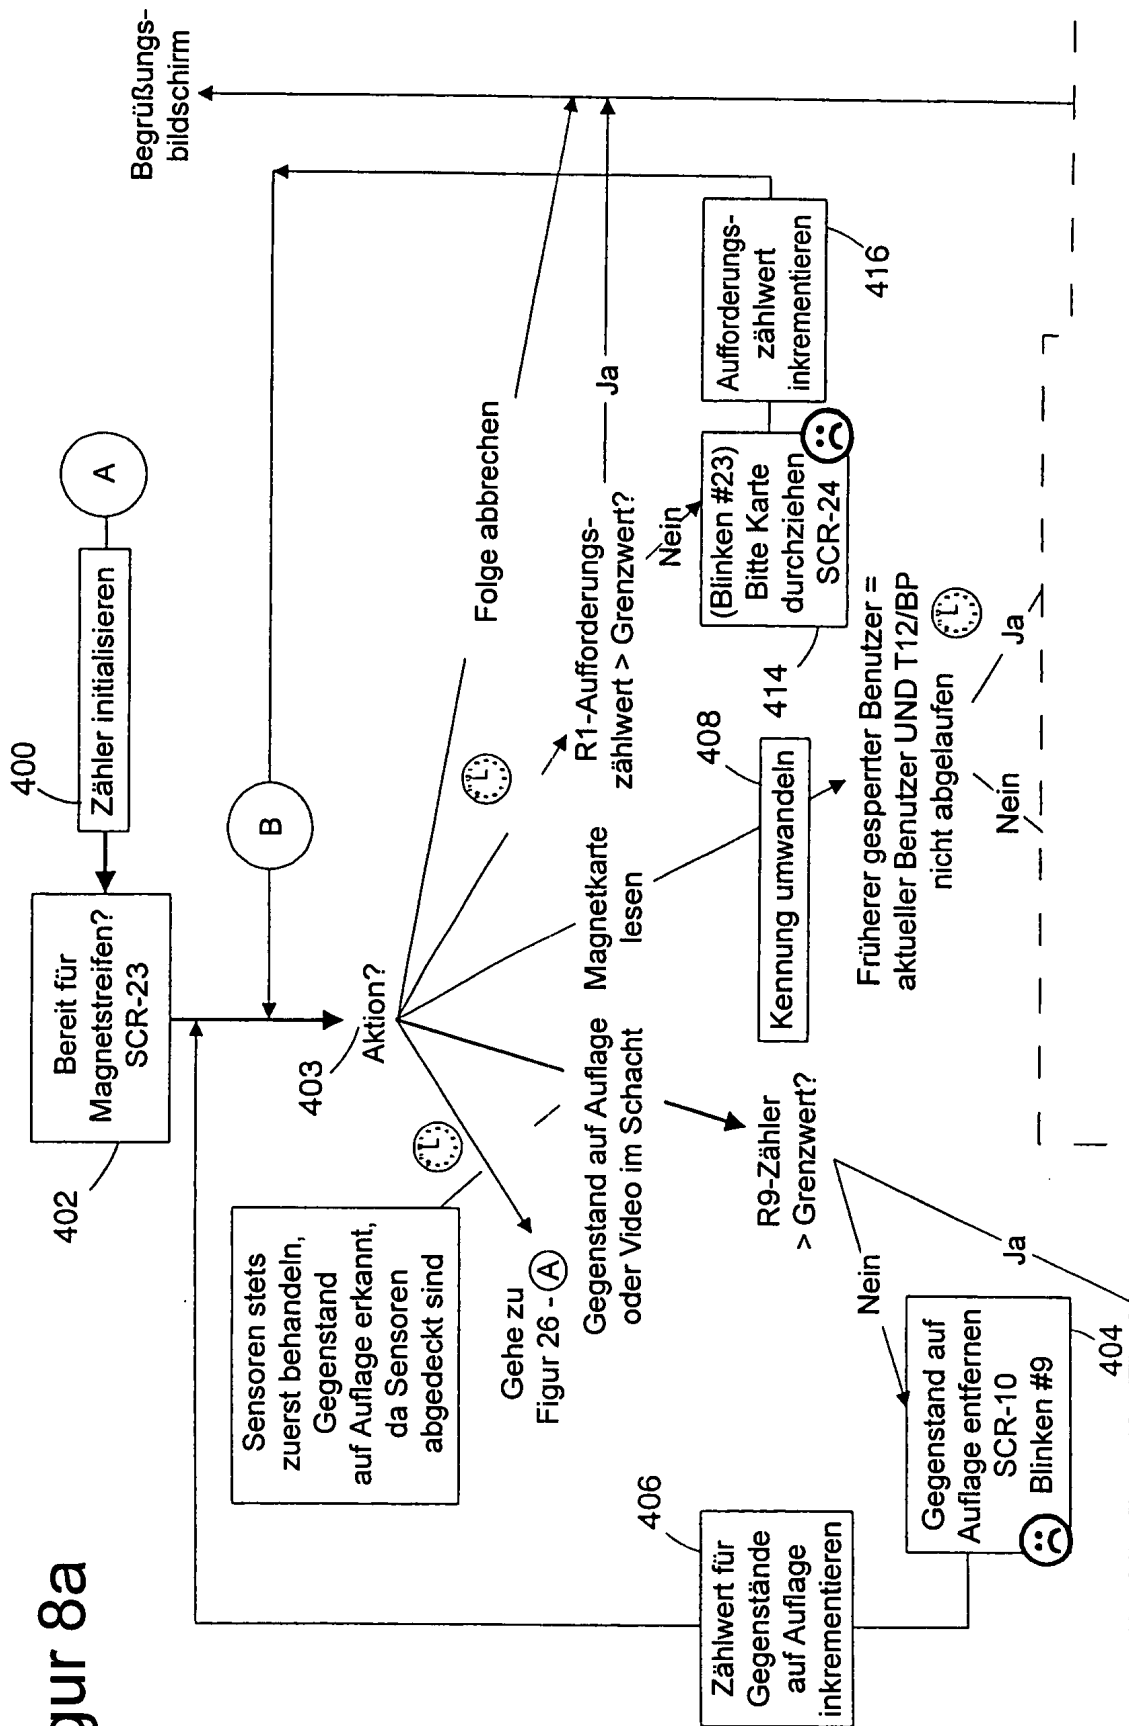 gur 8a
Begrüßungs-
bildschirm
A
400
Zähler initialisieren
402
Bereit für
Magnetstreifen?
SCR-23
B
403
Aktion?
Sensoren stets
zuerst behandeln,
Gegenstand
auf Auflage erkannt,
da Sensoren
abgedeckt sind
Gehe zu
Figur 26 - A
Gegenstand auf Auflage
oder Video im Schacht
Magnetkarte
lesen
Folge abbrechen
R1-Aufforderungs-
zählwert > Grenzwert?
Ja
Nein
(Blinken #23)
Bitte Karte
durchziehen
SCR-24
414
Aufforderungs-
zählwert
inkrementieren
416
408
Kennung umwandeln
Früherer gesperrter Benutzer =
aktueller Benutzer UND T12/BP
nicht abgelaufen
Nein
Ja
R9-Zähler
> Grenzwert?
Nein
Ja
Gegenstand auf
Auflage entfernen
SCR-10
Blinken #9
404
406
Zählwert für
Gegenstände
auf Auflage
inkrementieren